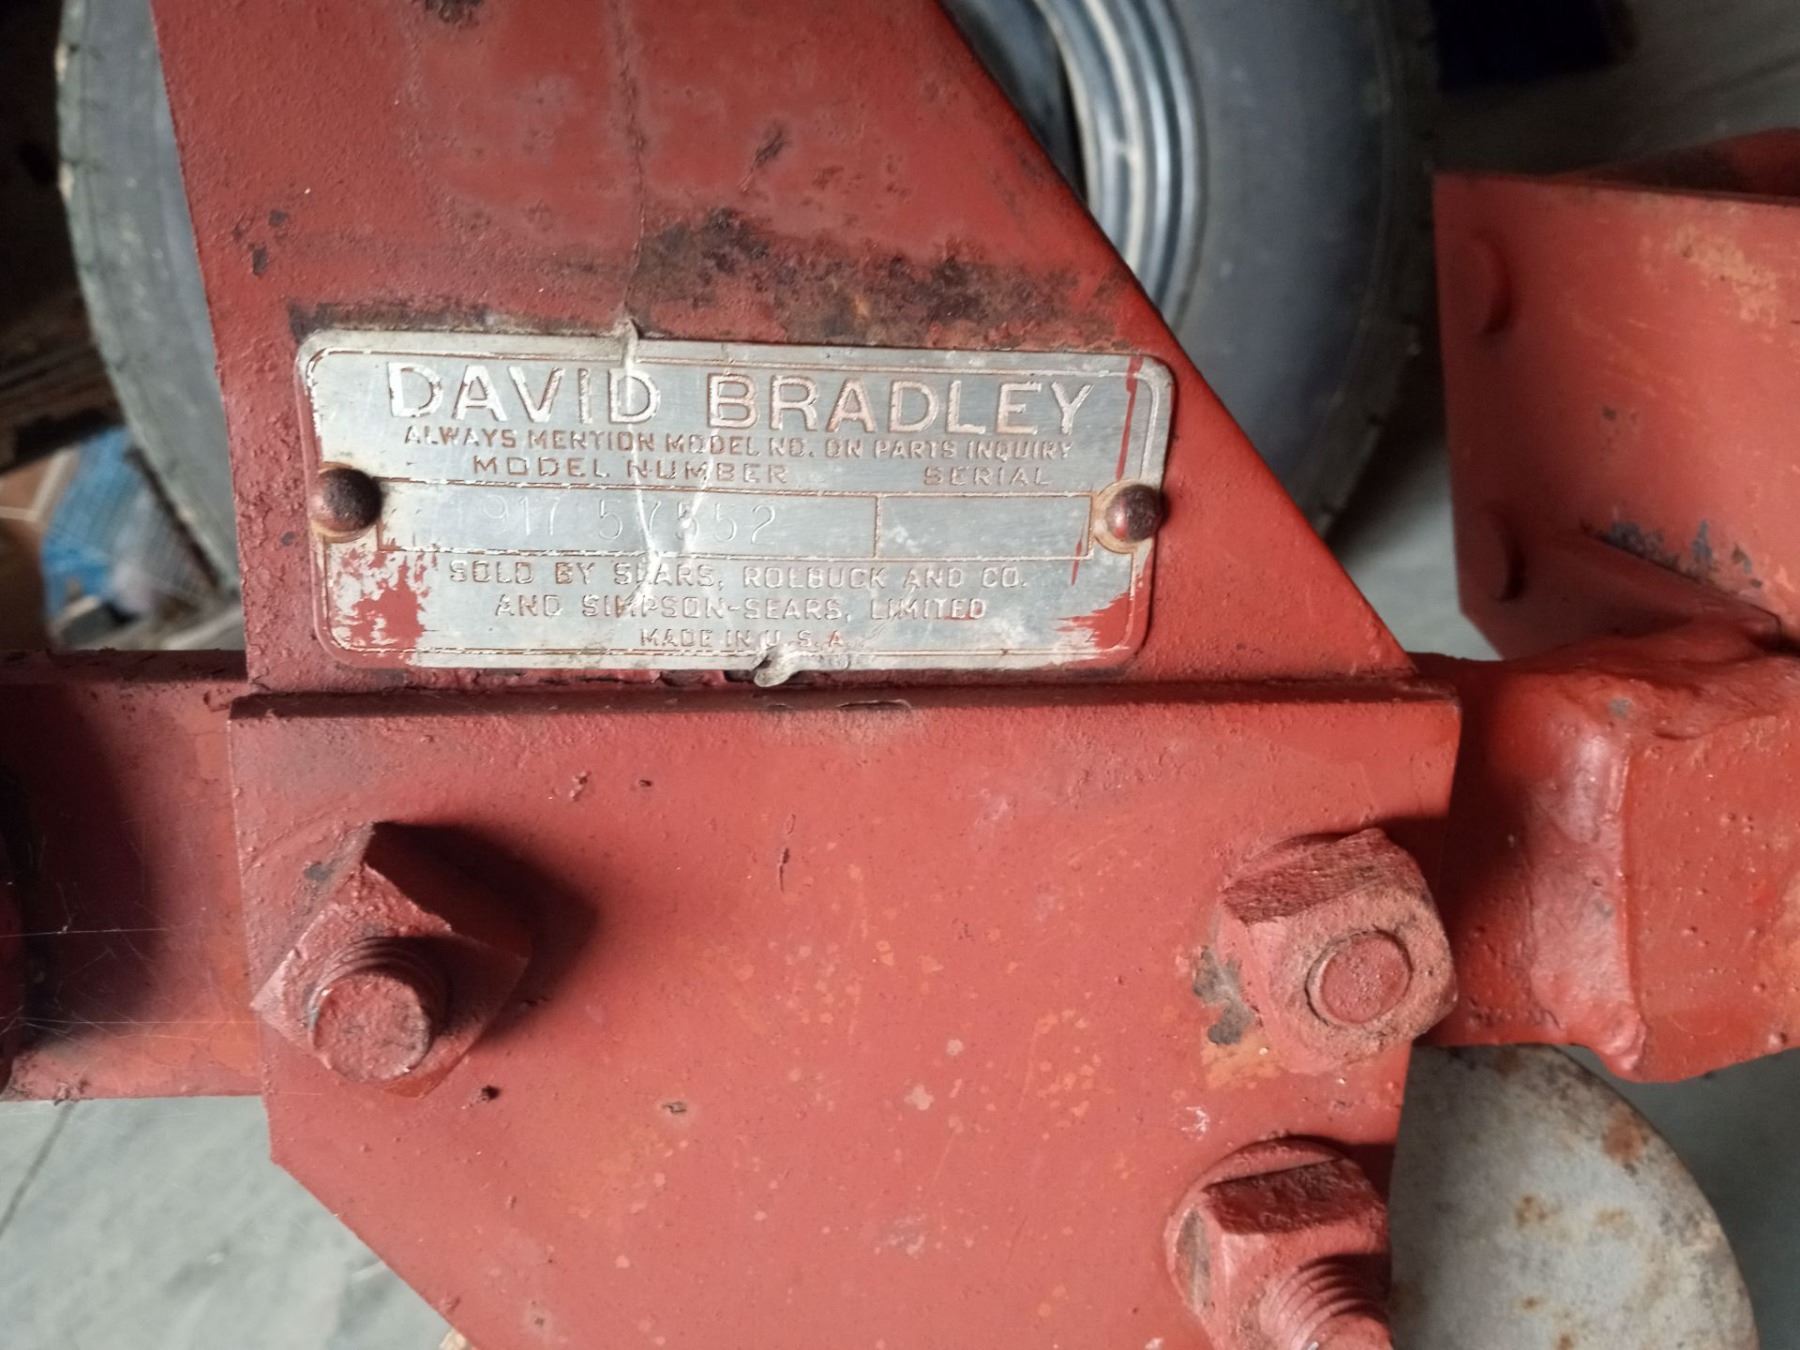 DAVID BRADLEY
ALWAYS MENTION MODEL NO. ON PARTS INQUIRY
MODEL NUMBER SERIAL
917 57552
SOLD BY SEARS, ROEBUCK AND CO.
AND SIMPSON-SEARS, LIMITED
MADE IN U.S.A